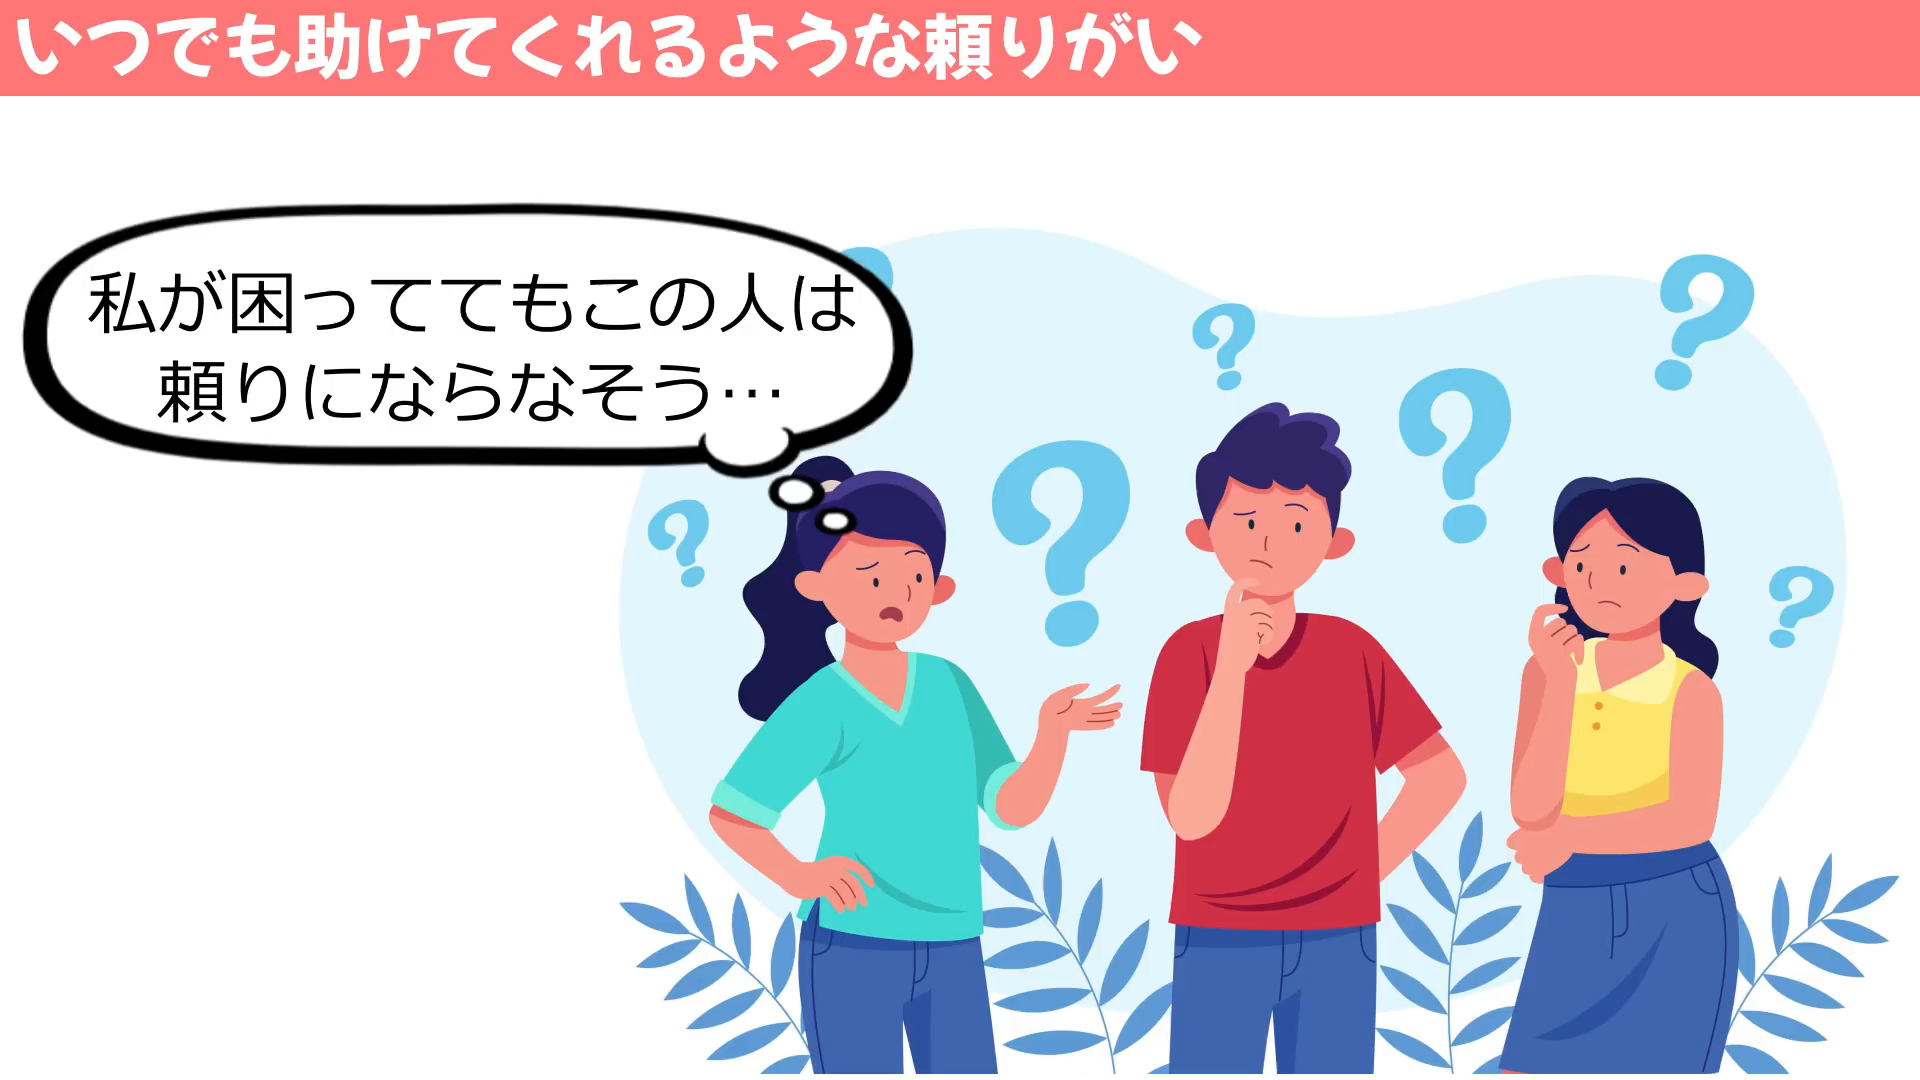 いつでも助けてくれるような頼りがい
私が困っててもこの人は
頼りにならなそう…